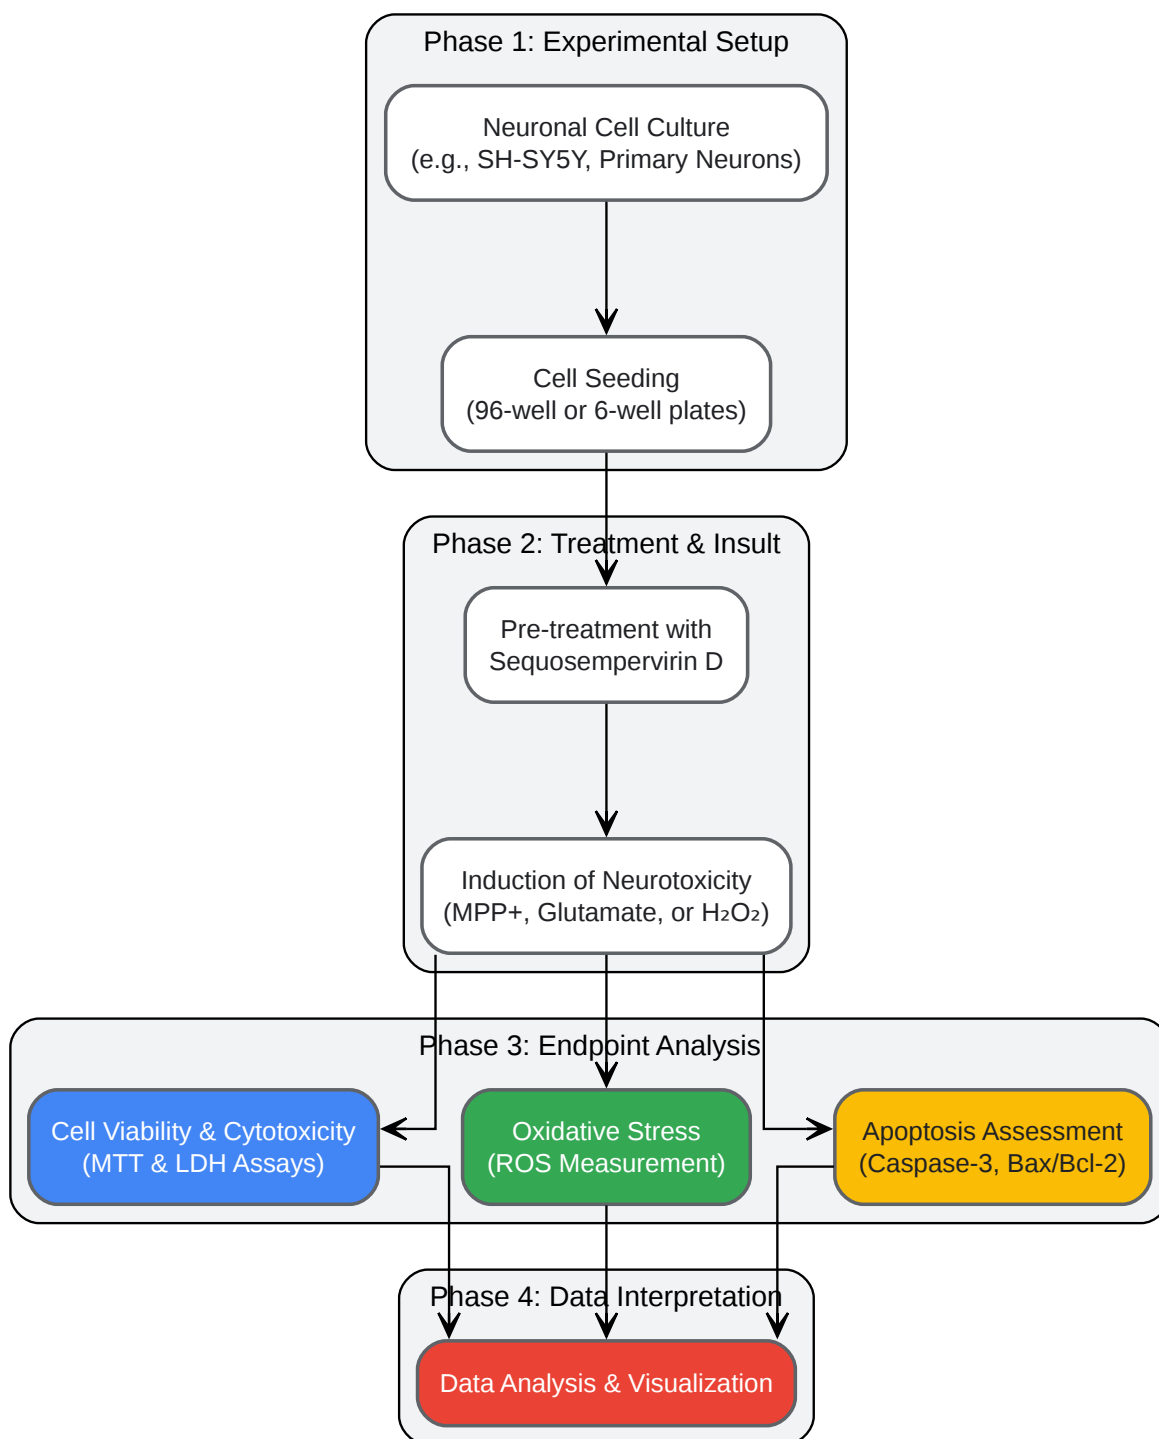 Phase 1: Experimental Setup
Neuronal Cell Culture
(e.g., SH-SY5Y, Primary Neurons)
Cell Seeding
(96-well or 6-well plates)
Phase 2: Treatment & Insult
Pre-treatment with
Sequosempervirin D
Induction of Neurotoxicity
(MPP+, Glutamate, or H₂O₂)
Phase 3: Endpoint Analysis
Cell Viability & Cytotoxicity
(MTT & LDH Assays)
Oxidative Stress
(ROS Measurement)
Apoptosis Assessment
(Caspase-3, Bax/Bcl-2)
Phase 4: Data Interpretation
Data Analysis & Visualization